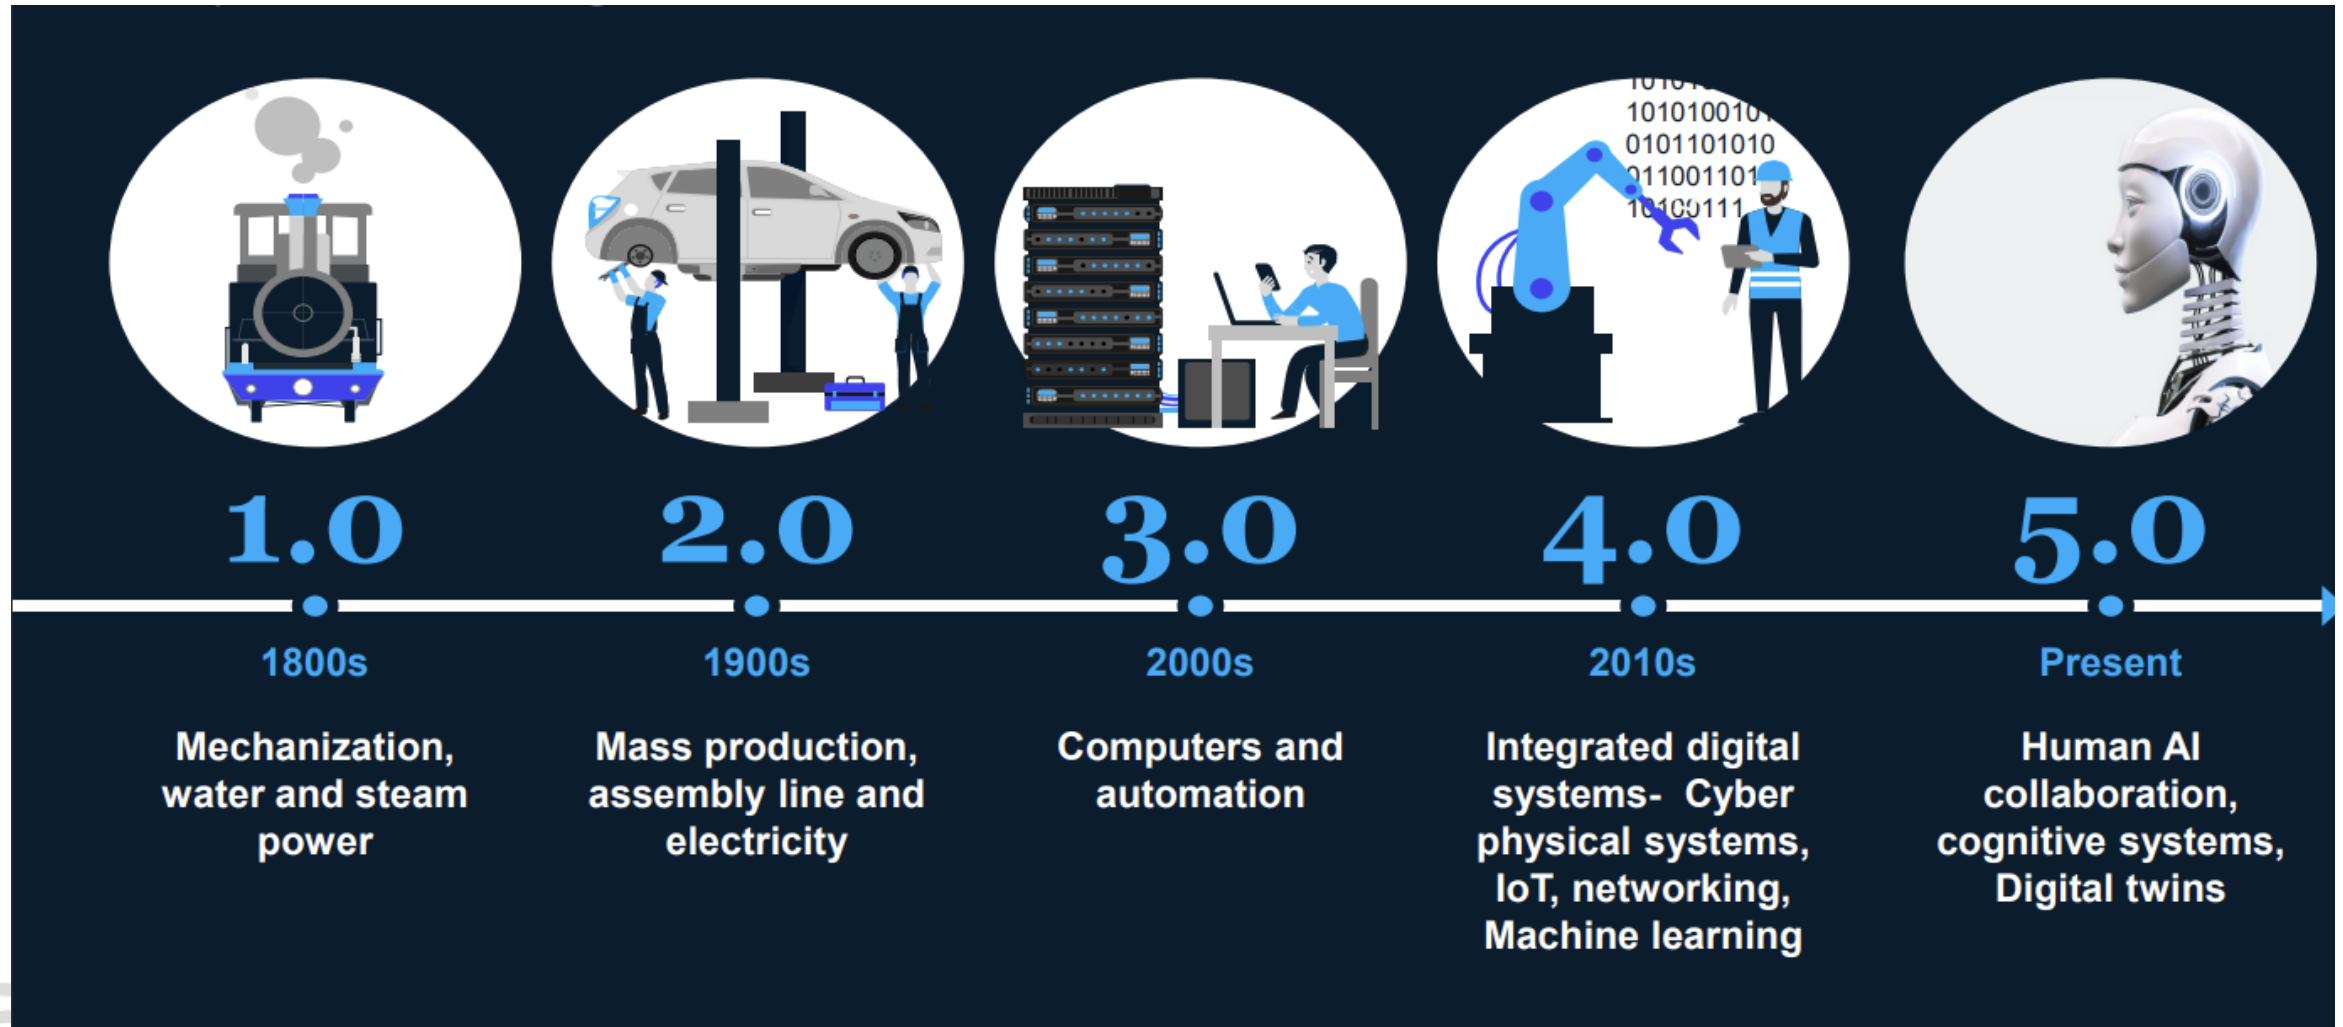 1010100101
0101101010
1.0
2.0
3.0
4.0
5.0
1800s
1900s
2000s
2010s
Present
Mechanization,
water and steam
power
Mass production,
assembly line and
electricity
Computers and
automation
Integrated digital
systems-  Cyber
physical systems,
IoT, networking,
Machine learning
Human AI
collaboration,
cognitive systems,
Digital twins